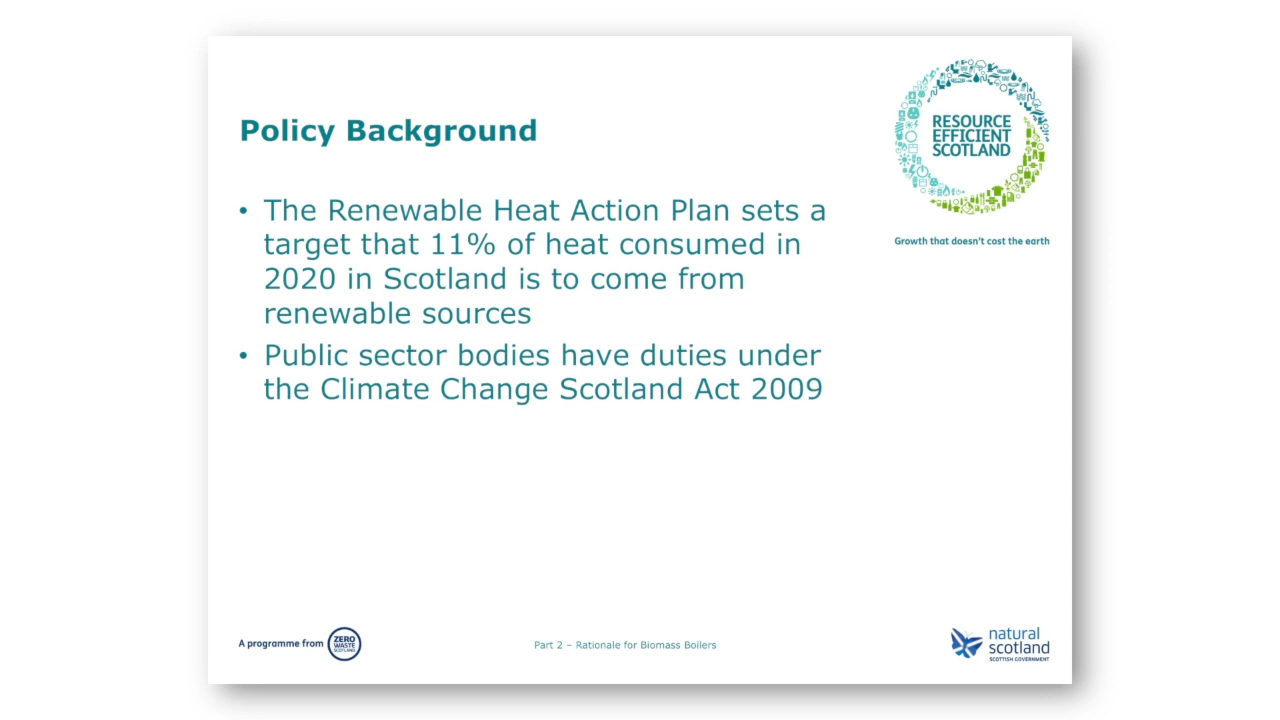 Policy Background
RESOURCE
EFFICIENT
SCOTLAND
Growth that doesn't cost the earth
• The Renewable Heat Action Plan sets a
target that 11% of heat consumed in
2020 in Scotland is to come from
renewable sources
• Public sector bodies have duties under
the Climate Change Scotland Act 2009
A programme from
ZERO
WASTE
SCOTLAND
Part 2 – Rationale for Biomass Boilers
natural
scotland
SCOTTISH GOVERNMENT